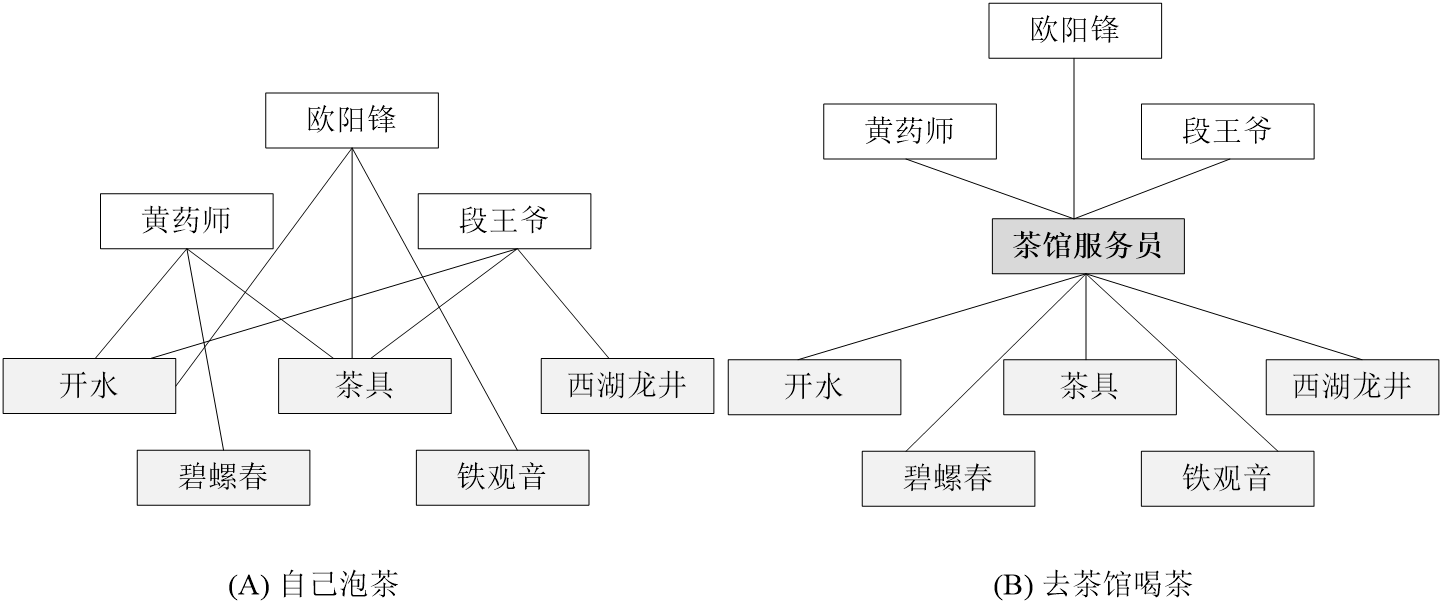 欧阳锋
黄药师
段王爷
开水
茶具
西湖龙井
碧螺春
铁观音
(A) 自己泡茶
欧阳锋
黄药师
段王爷
茶馆服务员
开水
茶具
西湖龙井
碧螺春
铁观音
(B) 去茶馆喝茶